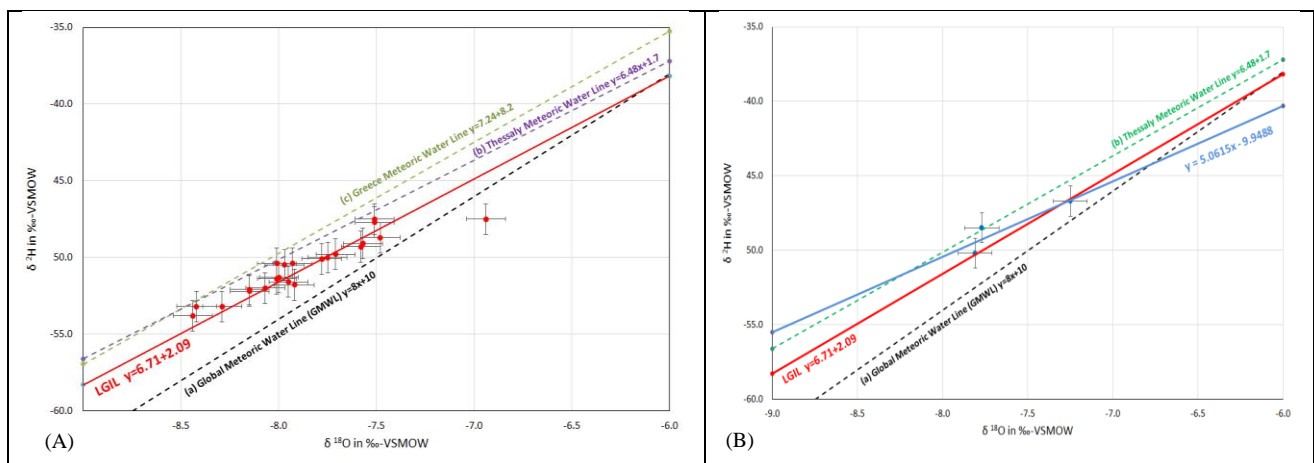 -35.0
-40.0
45.0
-50.0
-55.0
-60.0
δ ²H in ‰-VSMOW
(c) Greece Meteoric Water Line y=7.24+8.2
(b) Thessaly Meteoric Water Line y=6.48x+1.7
LGIL y=6.71+2.09
(a) Global Meteoric Water Line (GMWL) y=8x+10
-8.5 -8.0 -7.5 -7.0 -6.5 -6.0
δ ¹⁸O in ‰-VSMOW
(A)
-35.0
-40.0
45.0
-50.0
-55.0
-60.0
δ ²H in ‰-VSMOW
(b) Thessaly Meteoric Water Line y=6.48+1.7
y = 5.0615x - 9.9488
LGIL y=6.71+2.09
(a) Global Meteoric Water Line (GMWL) y=8x+10
-9.0 -8.5 -8.0 -7.5 -7.0 -6.5 -6.0
δ ¹⁸O in ‰-VSMOW
(B)